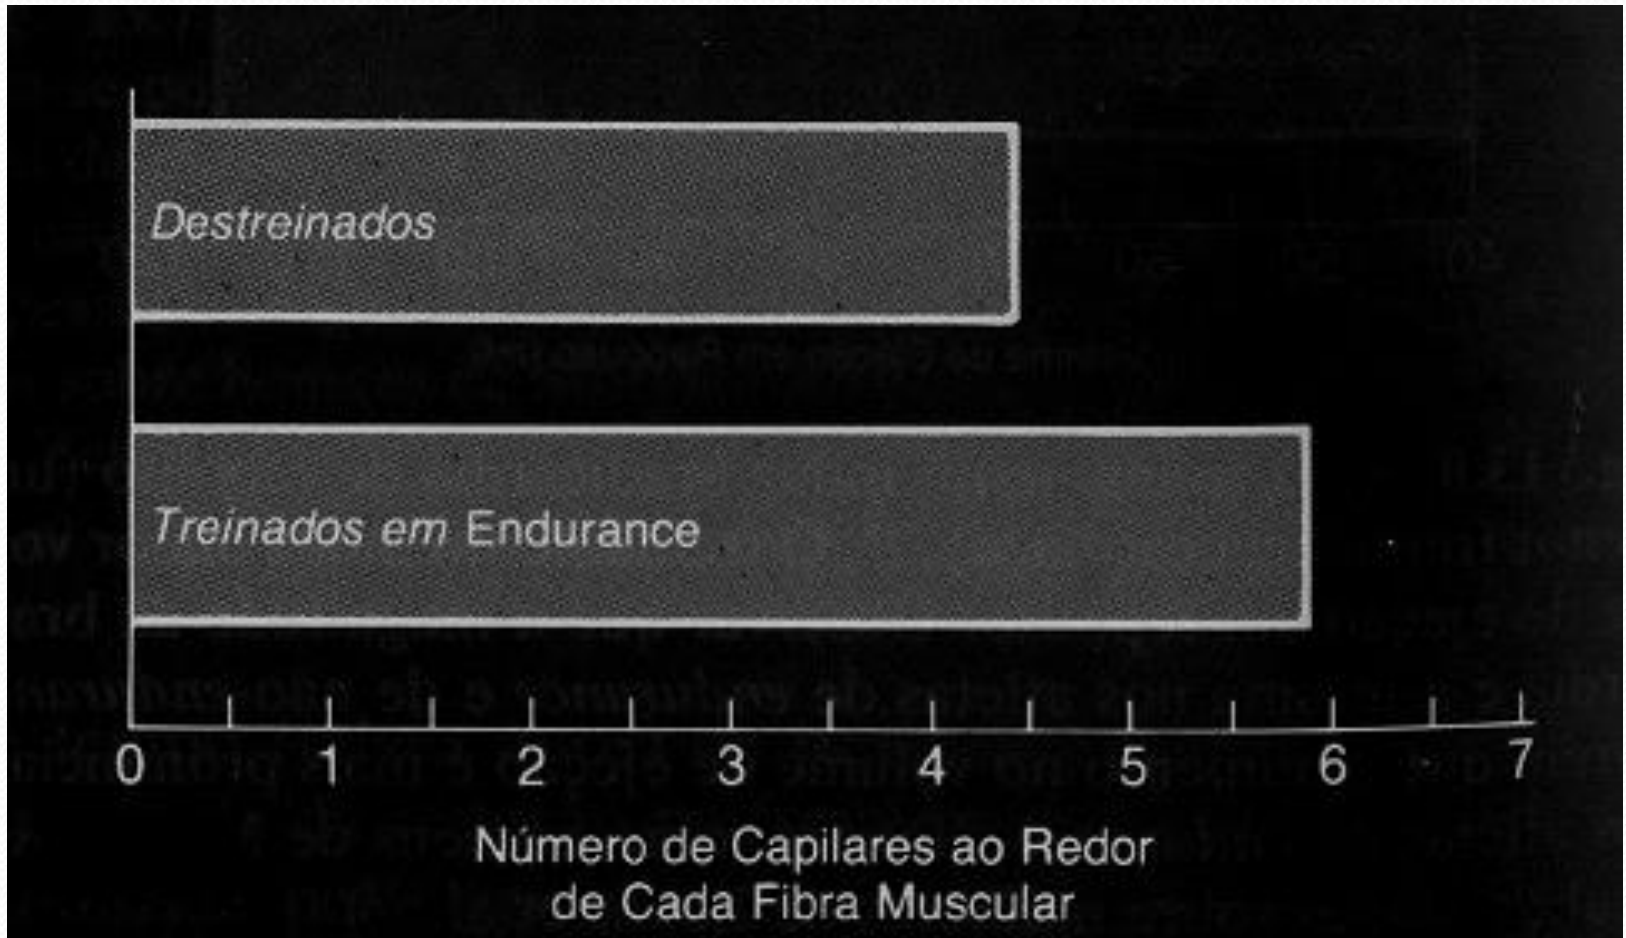 Destreinados
Treinados em Endurance
0 1 2 3 4 5 6 7
Número de Capilares ao Redor
de Cada Fibra Muscular